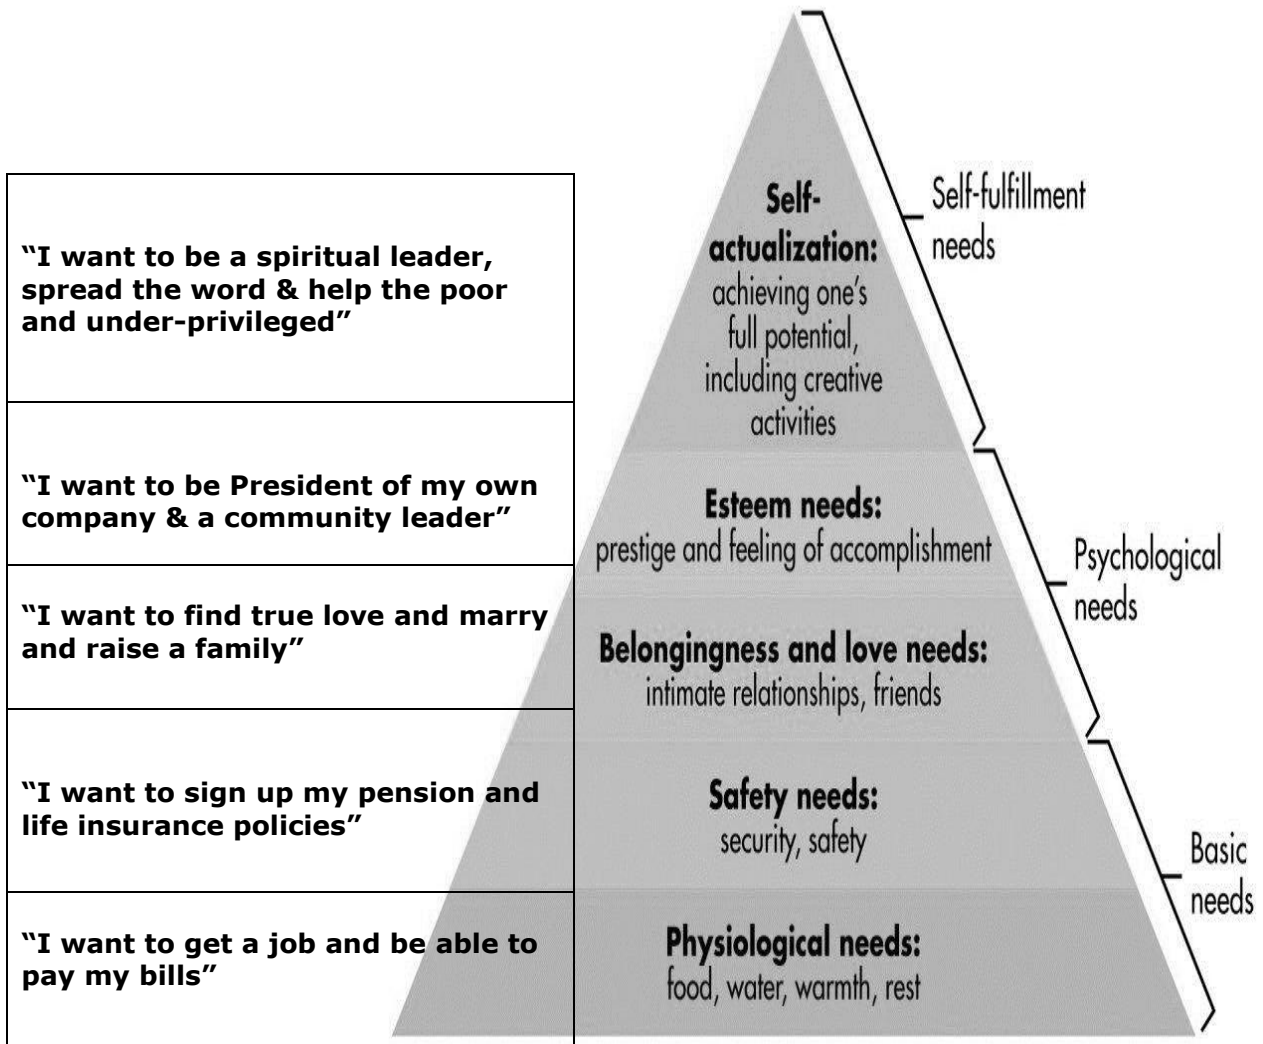 “I want to be a spiritual leader,
spread the word & help the poor
and under-privileged”
“I want to be President of my own
company & a community leader”
“I want to find true love and marry
and raise a family”
“I want to sign up my pension and
life insurance policies”
“I want to get a job and be able to
pay my bills”
Self-
actualization:
achieving one’s
full potential,
including creative
activities
Esteem needs:
prestige and feeling of accomplishment
Belongingness and love needs:
intimate relationships, friends
Safety needs:
security, safety
Physiological needs:
food, water, warmth, rest
Self-fulfillment
needs
Psychological
needs
Basic
needs